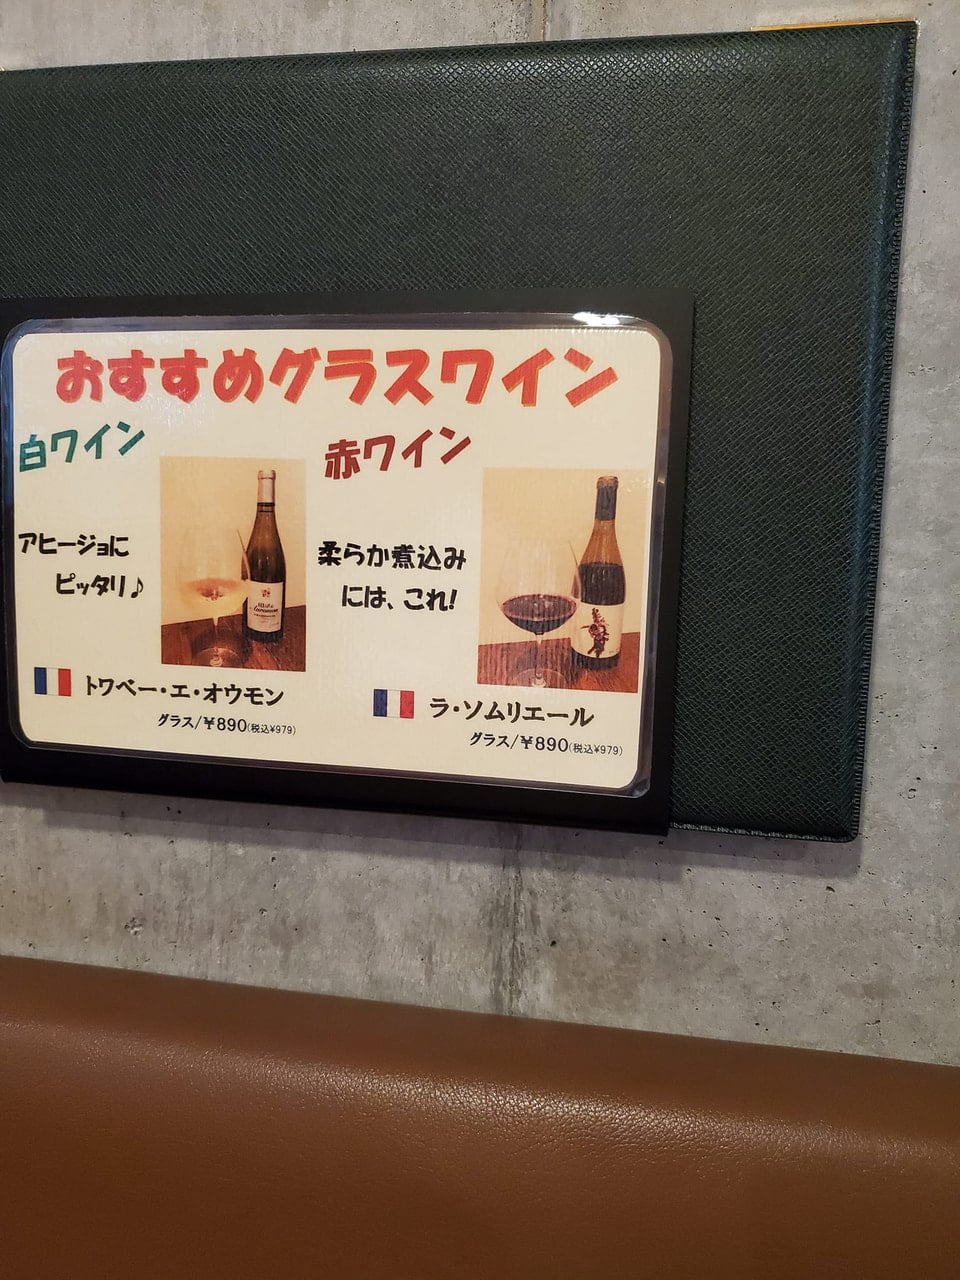 おすすめグラスワイン
白ワイン
アヒージョに
ピッタリ♪
トワベー・エ・オウモン
グラス/￥890(税込¥979)
赤ワイン
柔らか煮込み
には、これ!
ラ・ソムリエール
グラス/￥890(税込¥979)